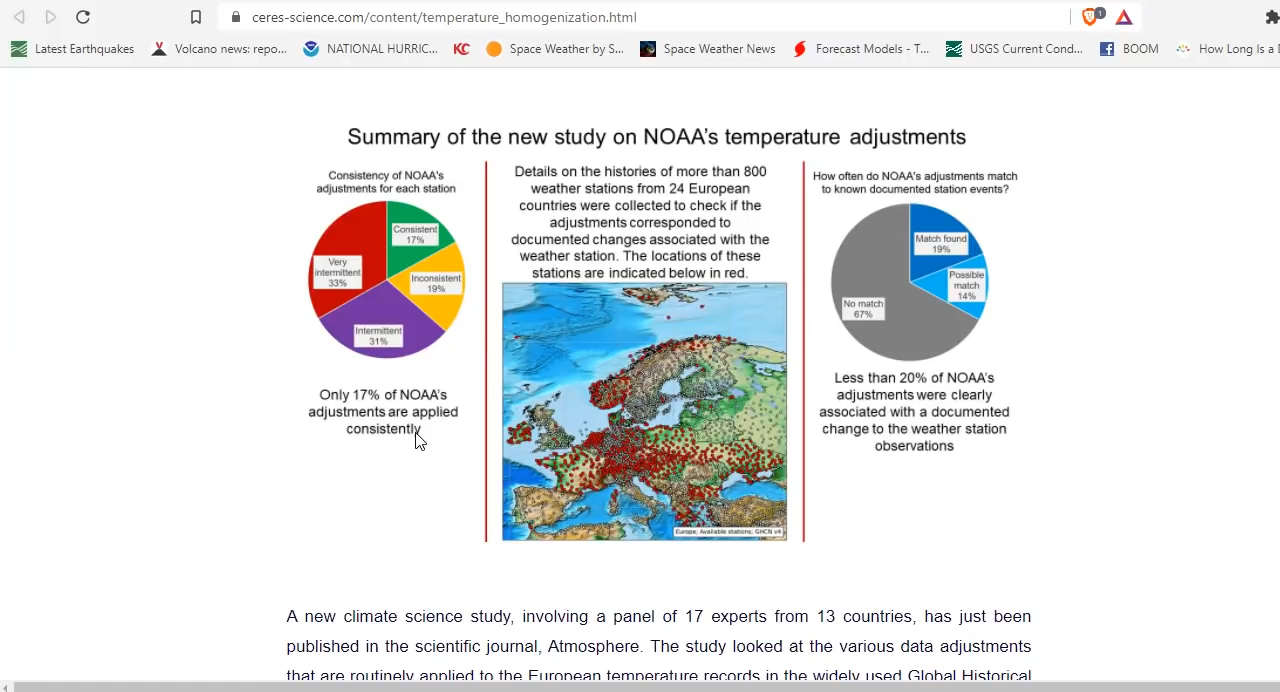 ceres-science.com/content/temperature_homogenization.html
1
Latest Earthquakes
Volcano news: repo...
NATIONAL HURRIC...
KC
Space Weather by S...
Space Weather News
Forecast Models - T...
USGS Current Cond...
BOOM
How Long Is a D
Summary of the new study on NOAA's temperature adjustments
Consistency of NOAA's
adjustments for each station
Consistent
17%
Very
intermittent
33%
Inconsistent
19%
Intermittent
31%
Only 17% of NOAA's
adjustments are applied
consistently
Details on the histories of more than 800
weather stations from 24 European
countries were collected to check if the
adjustments corresponded to
documented changes associated with the
weather station. The locations of these
stations are indicated below in red.
Europe; Available stations; GHCN v4
How often do NOAA's adjustments match
to known documented station events?
Match found
19%
Possible
match
14%
No match
67%
Less than 20% of NOAA's
adjustments were clearly
associated with a documented
change to the weather station
observations
A new climate science study, involving a panel of 17 experts from 13 countries, has just been
published in the scientific journal, Atmosphere. The study looked at the various data adjustments
that are routinely applied to the European temperature records in the widely used Global Historical